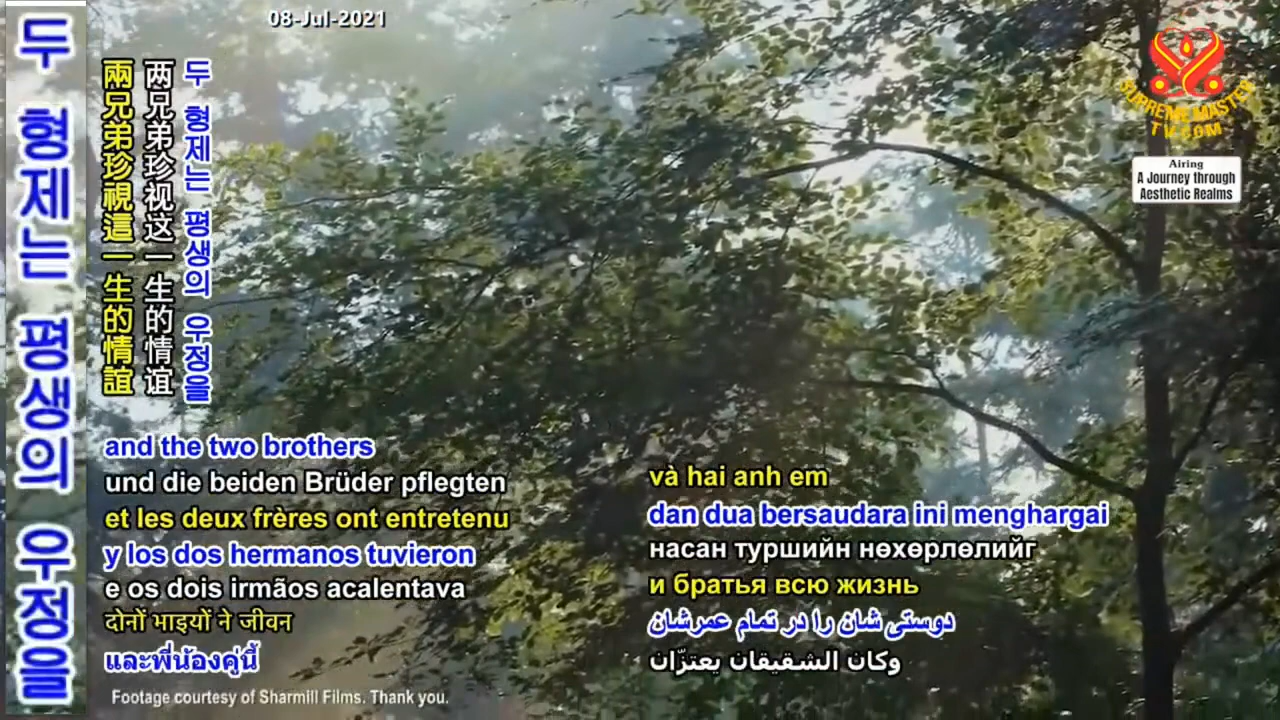 08-Jul-2021
SUPREME MASTER
TV.COM
Airing
A Journey through
Aesthetic Realms
두 형제는 평생의 우정을
兩兄弟珍視這一生的情誼
两兄弟珍视这一生的情谊
두 형제는 평생의 우정을
and the two brothers
und die beiden Brüder pflegten
et les deux frères ont entretenu
y los dos hermanos tuvieron
e os dois irmãos acalentava
दोनों भाइयों ने जीवन
และพี่น้องคู่นี้
và hai anh em
dan dua bersaudara ini menghargai
насан туршийн нөхөрлөлийг
и братья всю жизнь
دوستی شان را در تمام عمرشان
وكان الشقيقان يعتزّان
Footage courtesy of Sharmill Films. Thank you.